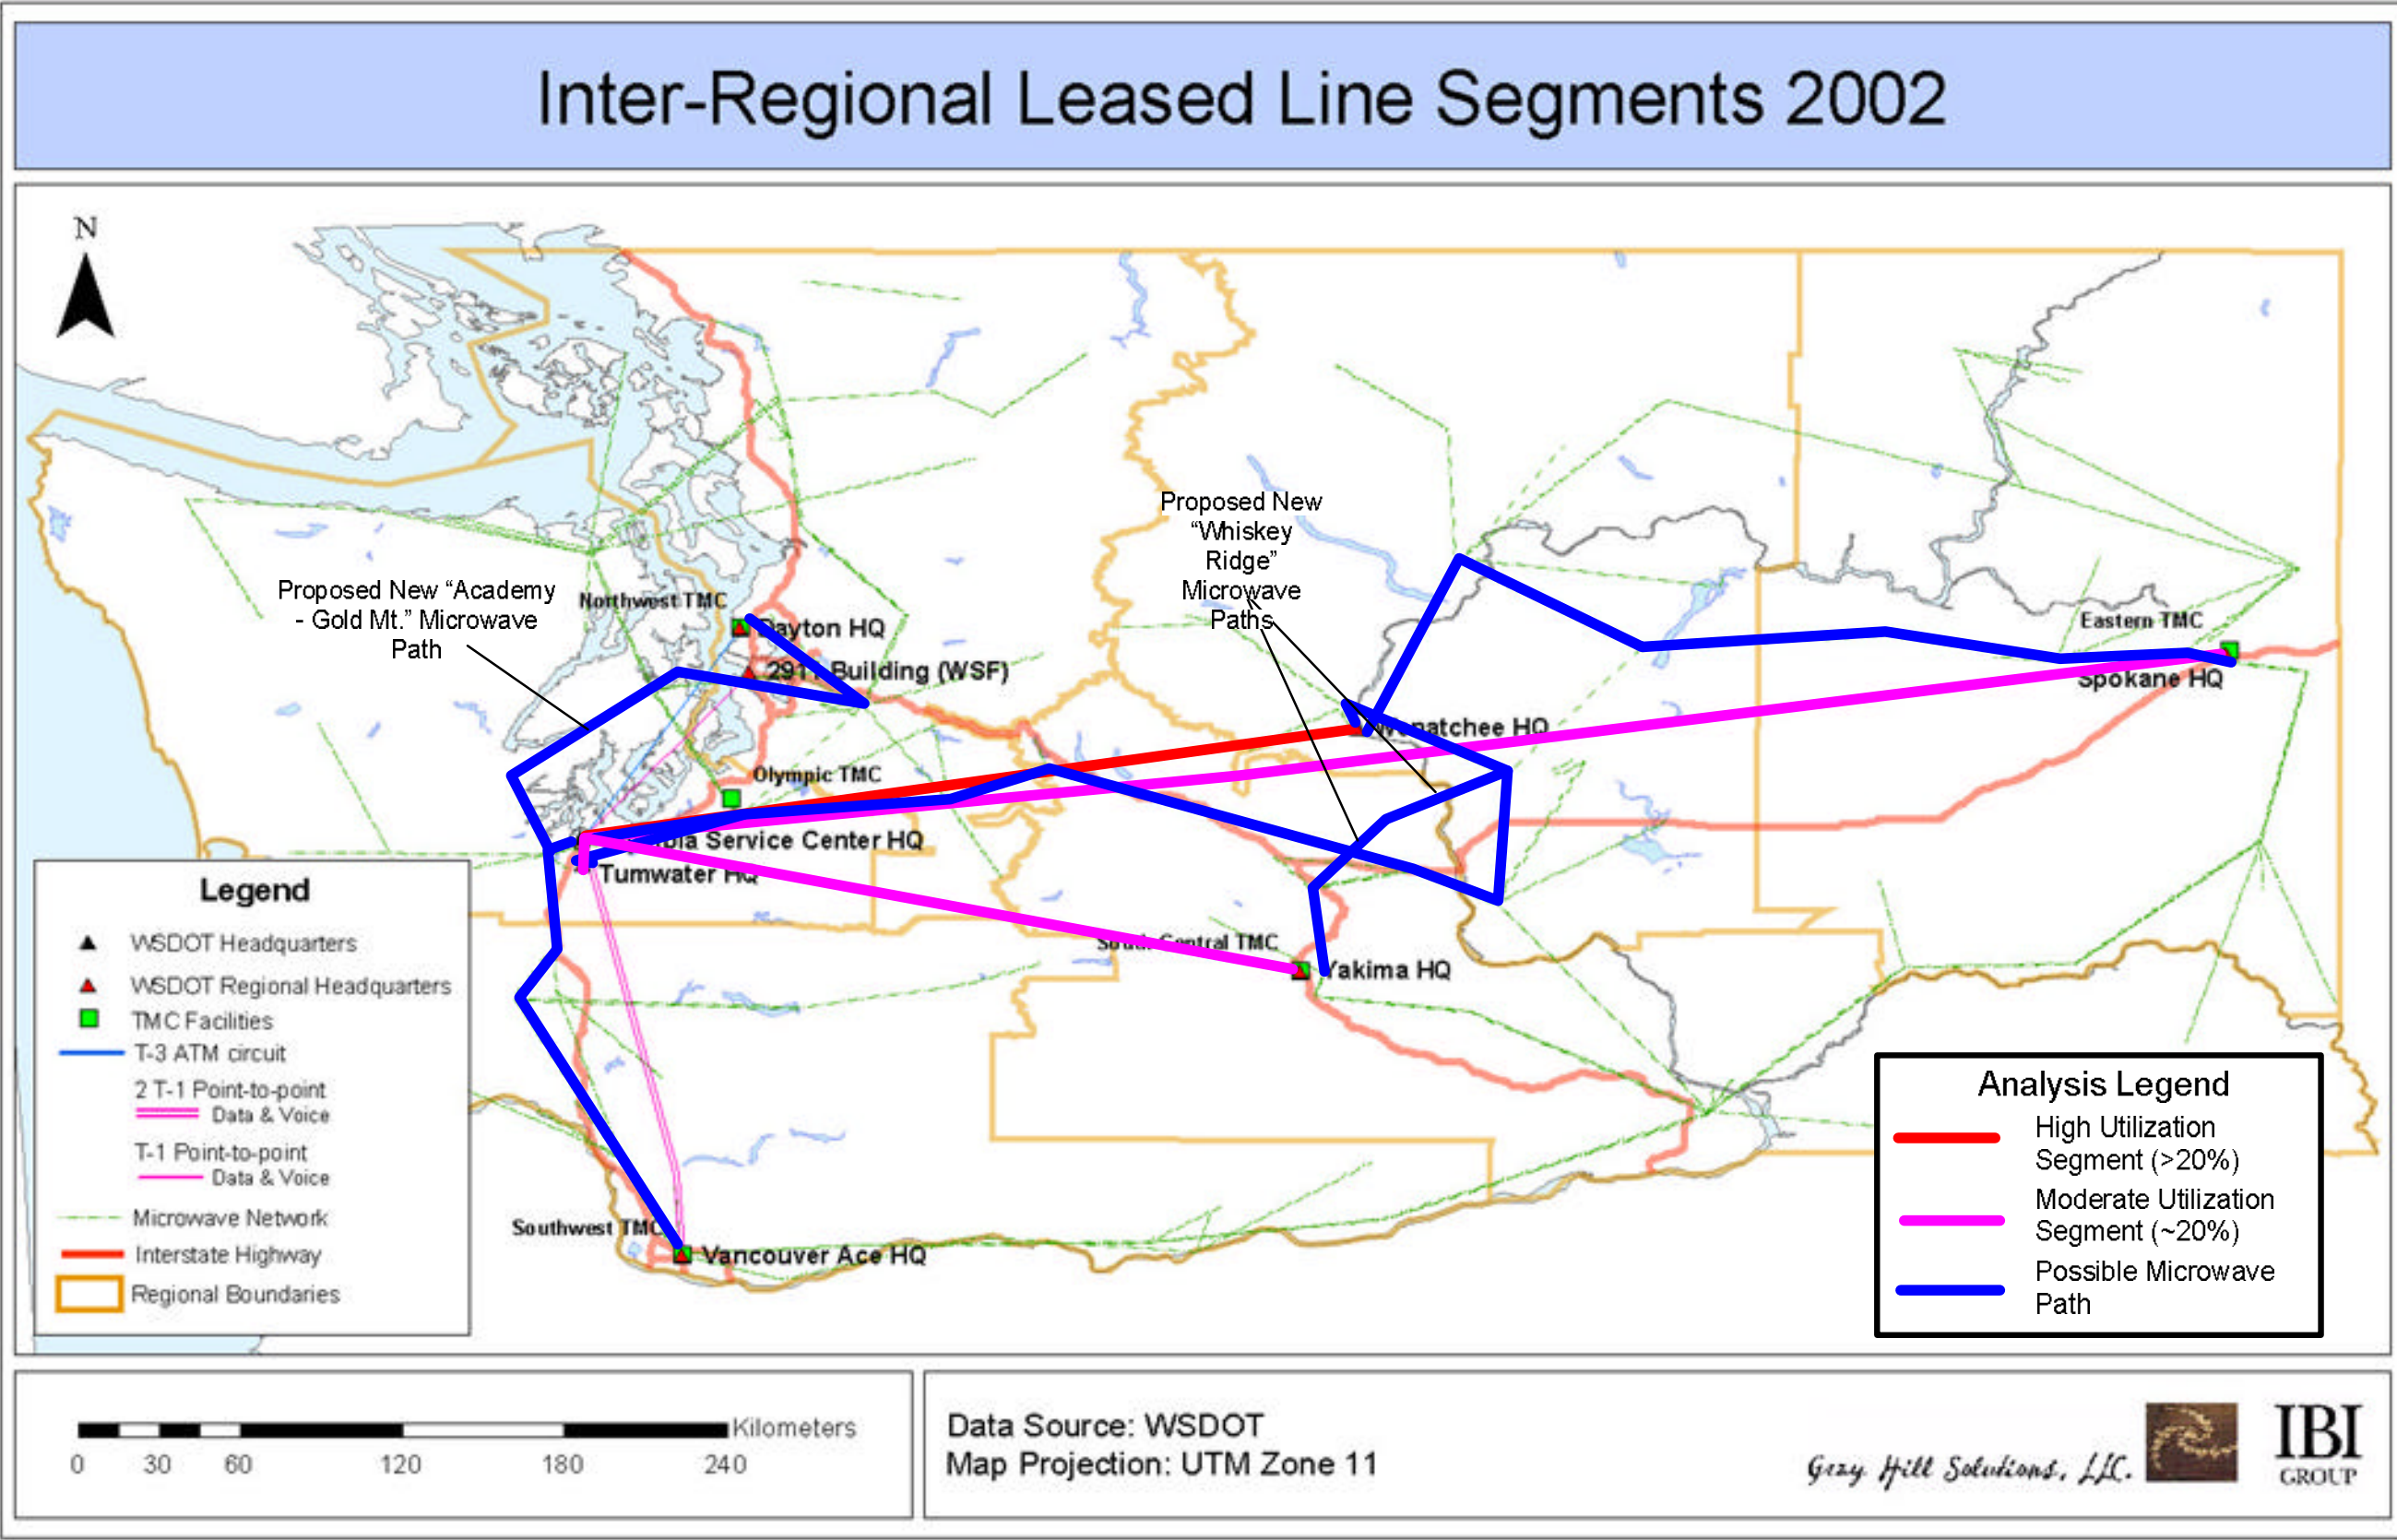 Inter-Regional Leased Line Segments 2002
N
Proposed New
“Whiskey
Ridge”
Microwave
Paths
Proposed New “Academy
- Gold Mt.” Microwave
Path
Northwest TMC
Dayton HQ
2911 Building (WSF)
Eastern TMC
Spokane HQ
Wenatchee HQ
Olympic TMC
Service Center HQ
Tumwater HQ
South Central TMC
Yakima HQ
Southwest TMC
Vancouver Ace HQ
Legend
WSDOT Headquarters
WSDOT Regional Headquarters
TMC Facilities
T-3 ATM circuit
2 T-1 Point-to-point
Data & Voice
T-1 Point-to-point
Data & Voice
Microwave Network
Interstate Highway
Regional Boundaries
Analysis Legend
High Utilization
Segment (>20%)
Moderate Utilization
Segment (~20%)
Possible Microwave
Path
Kilometers
0 30 60 120 180 240
Data Source: WSDOT
Map Projection: UTM Zone 11
Gray Hill Solutions, LLC.
IBI
GROUP